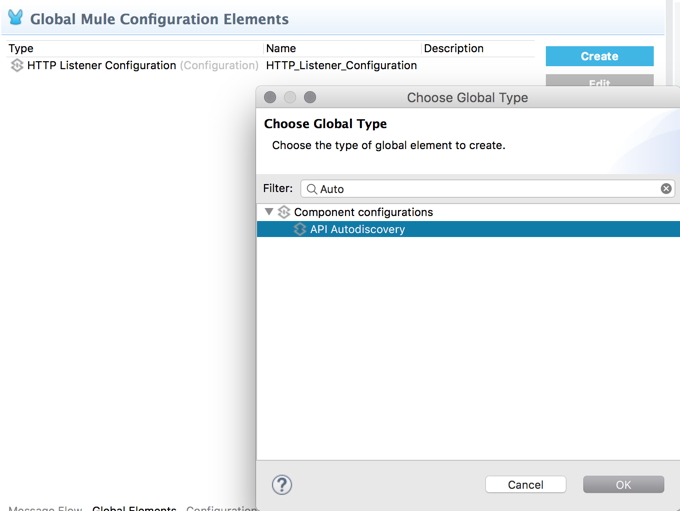 Global Mule Configuration Elements
Type Name Description
HTTP Listener Configuration (Configuration) HTTP_Listener_Configuration
Create
Edit
Choose Global Type
Choose Global Type
Choose the type of global element to create.
Filter: Auto
Component configurations
API Autodiscovery
? Cancel OK
Message Flow Global Elements Configuration